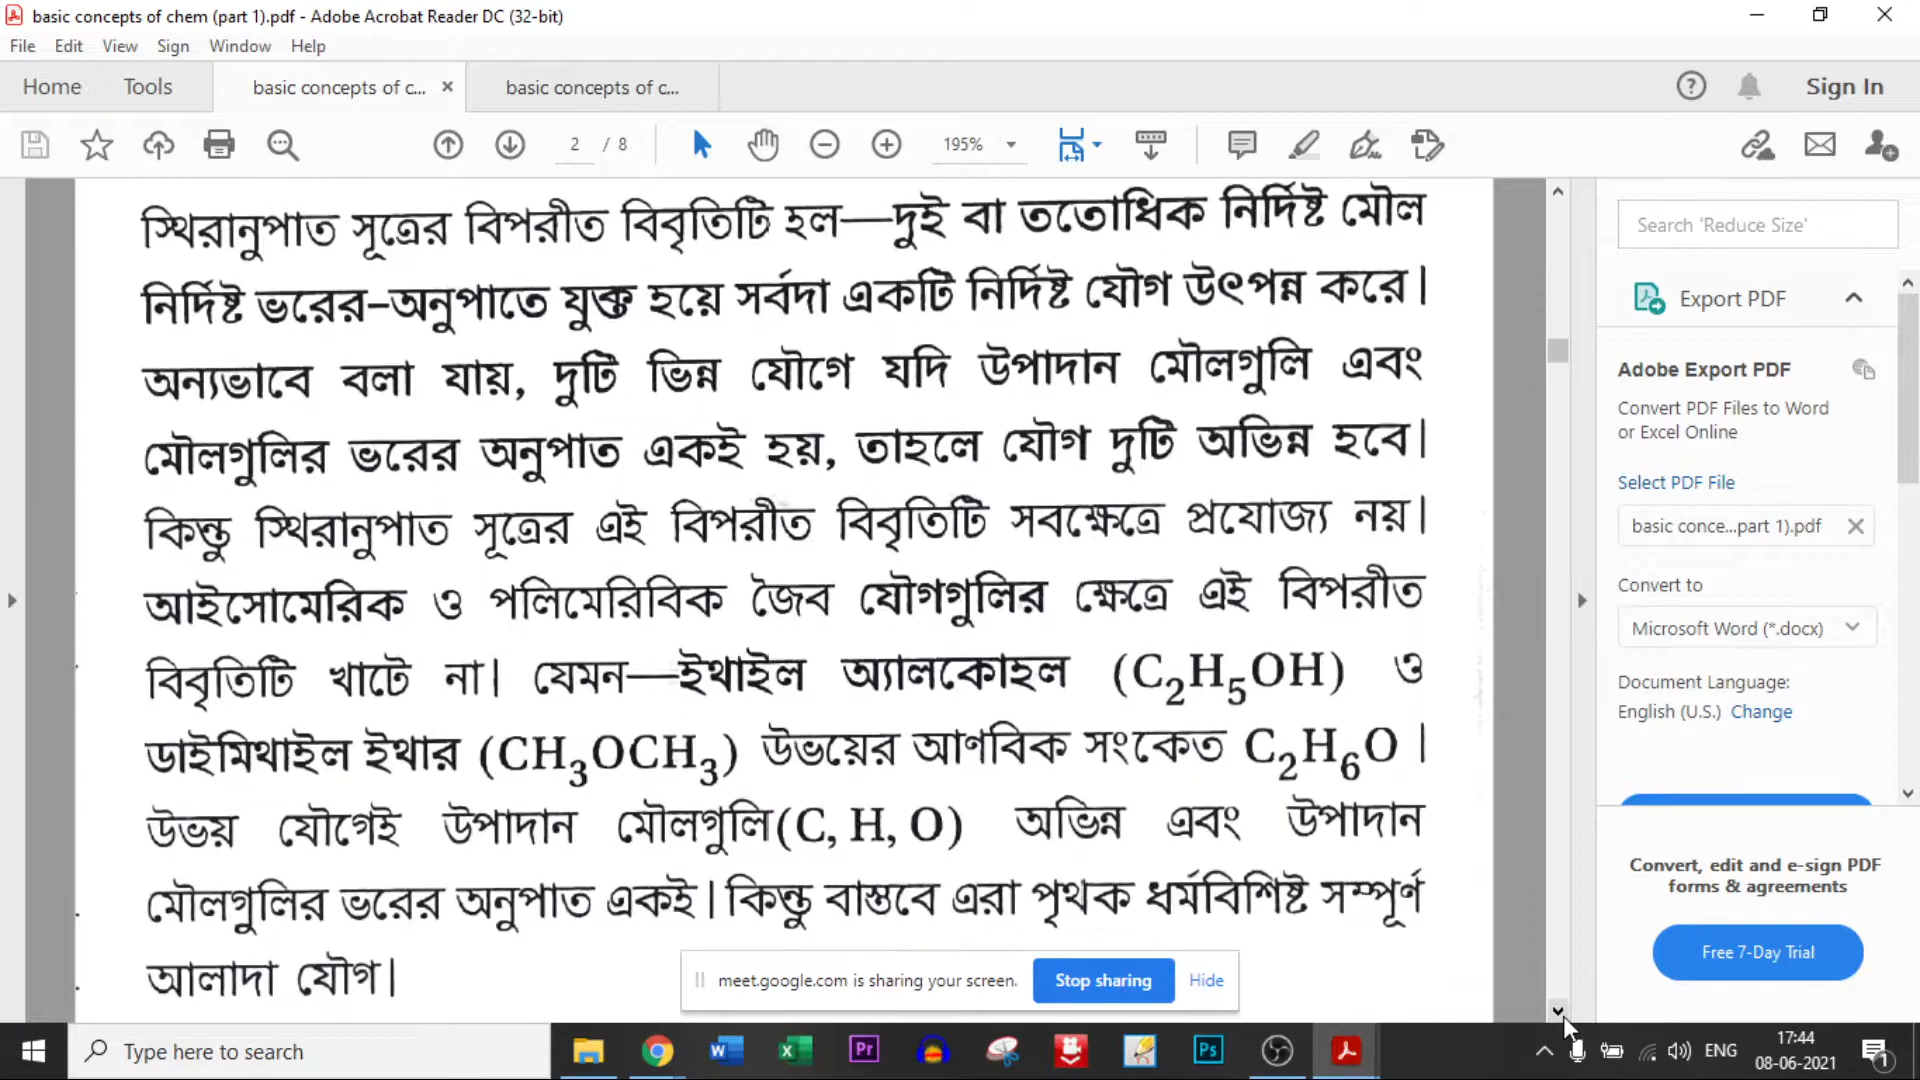 basic concepts of chem (part 1).pdf - Adobe Acrobat Reader DC (32-bit)
File Edit View Sign Window Help
Home Tools basic concepts of c... basic concepts of c... Sign In
2 / 8 195%
স্থিরানুপাত সূত্রের বিপরীত বিবৃতিটি হল—দুই বা ততোধিক নির্দিষ্ট মৌল
নির্দিষ্ট ভরের-অনুপাতে যুক্ত হয়ে সর্বদা একটি নির্দিষ্ট যৌগ উৎপন্ন করে।
অন্যভাবে বলা যায়, দুটি ভিন্ন যৌগে যদি উপাদান মৌলগুলি এবং
মৌলগুলির ভরের অনুপাত একই হয়, তাহলে যৌগ দুটি অভিন্ন হবে।
কিন্তু স্থিরানুপাত সূত্রের এই বিপরীত বিবৃতিটি সবক্ষেত্রে প্রযোজ্য নয়।
আইসোমেরিক ও পলিমেরিবিক জৈব যৌগগুলির ক্ষেত্রে এই বিপরীত
বিবৃতিটি খাটে না। যেমন—ইথাইল অ্যালকোহল (C₂H₅OH) ও
ডাইমিথাইল ইথার (CH₃OCH₃) উভয়ের আণবিক সংকেত C₂H₆O।
উভয় যৌগেই উপাদান মৌলগুলি(C, H, O) অভিন্ন এবং উপাদান
মৌলগুলির ভরের অনুপাত একই। কিন্তু বাস্তবে এরা পৃথক ধর্মবিশিষ্ট সম্পূর্ণ
আলাদা যৌগ।
meet.google.com is sharing your screen. Stop sharing Hide
Search 'Reduce Size'
Export PDF
Adobe Export PDF
Convert PDF Files to Word
or Excel Online
Select PDF File
basic conce...part 1).pdf
Convert to
Microsoft Word (*.docx)
Document Language:
English (U.S.) Change
Convert, edit and e-sign PDF
forms & agreements
Free 7-Day Trial
Type here to search
W X Pr Ps
ENG
17:44
08-06-2021
1